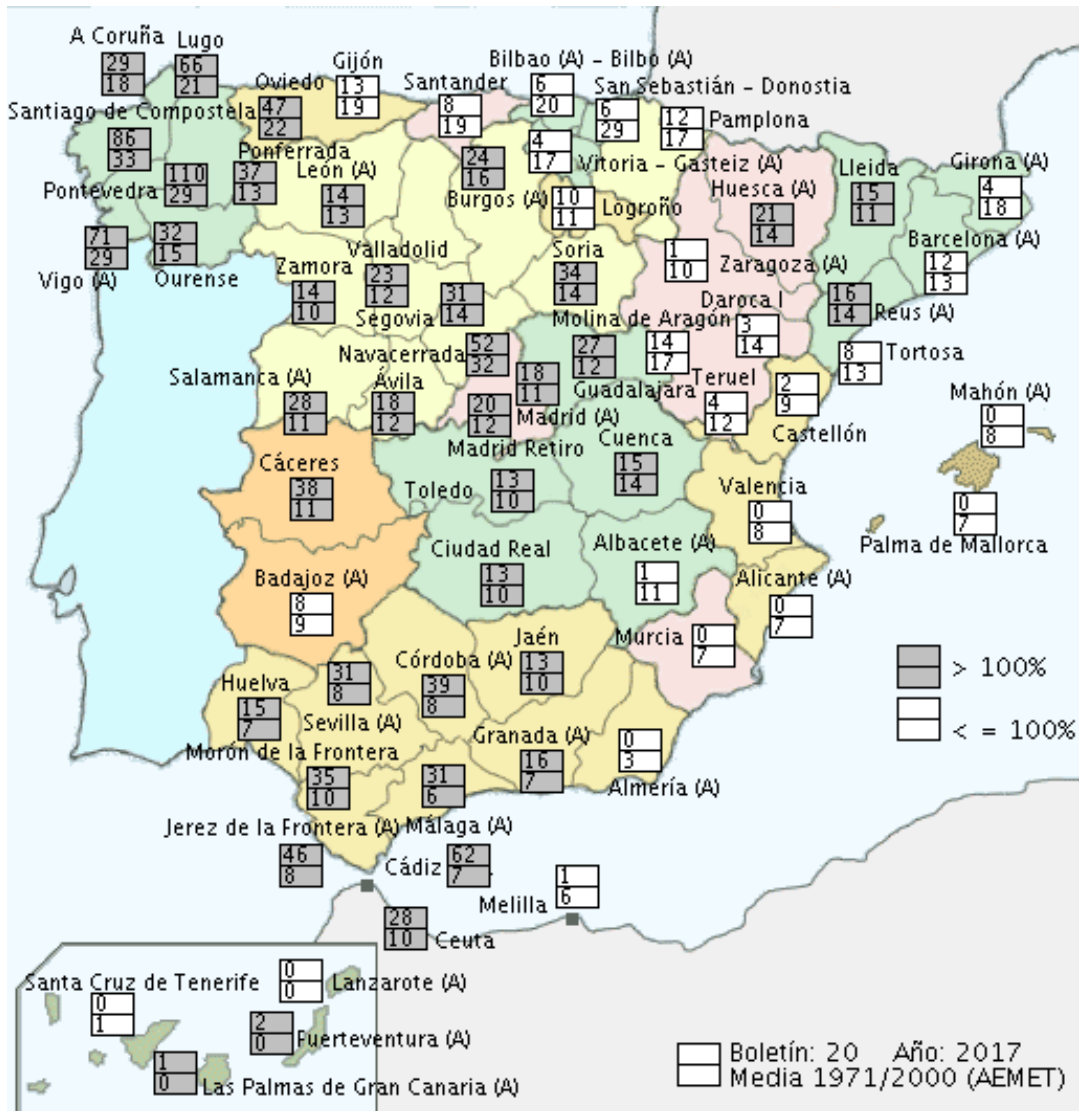 A Coruña
29
18
Lugo
66
21
Gijón
13
19
Oviedo
47
22
Santander
8
19
Bilbao (A) - Bilbo (A)
6
20
San Sebastián - Donostia
6
29
12
17
Pamplona
Santiago de Compostela
86
33
Ponferrada
37
13
León (A)
14
13
24
16
Burgos (A)
4
17
Vitoria - Gasteiz (A)
10
11
Logroño
Huesca (A)
21
14
Lleida
15
11
Girona (A)
4
18
Pontevedra
110
29
71
29
Vigo (A)
32
15
Ourense
Zamora
14
10
Valladolid
23
12
Segovia
31
14
Soria
34
14
1
10
Zaragoza (A)
Barcelona (A)
12
13
Daroca I
3
14
16
14
Reus (A)
Molina de Aragón
14
17
8
13
Tortosa
Navacerrada
52
32
27
12
Guadalajara
18
11
Madrid (A)
20
12
Madrid Retiro
Salamanca (A)
28
11
Ávila
18
12
Teruel
4
12
2
9
Castellón
Mahón (A)
0
8
Cáceres
38
11
Toledo
13
10
Cuenca
15
14
Valencia
0
8
0
7
Palma de Mallorca
Badajoz (A)
8
9
Ciudad Real
13
10
Albacete (A)
1
11
Alicante (A)
0
7
Murcia
0
7
Huelva
15
7
31
8
Sevilla (A)
Córdoba (A)
39
8
Jaén
13
10
> 100%
< = 100%
Morón de la Frontera
35
10
31
6
Málaga (A)
Granada (A)
16
7
0
3
Almería (A)
Jerez de la Frontera (A)
46
8
Cádiz
62
7
Melilla
1
6
28
10
Ceuta
Santa Cruz de Tenerife
0
1
0
0
Lanzarote (A)
2
0
Fuerteventura (A)
1
0
Las Palmas de Gran Canaria (A)
Boletín: 20 Año: 2017
Media 1971/2000 (AEMET)